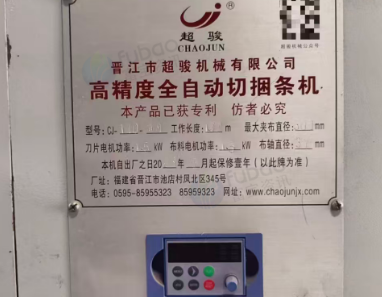 超骏
CHAOJUN
晋江市超骏机械有限公司
高精度全自动切捆条机
本产品已获专利 仿者必究
型号:CJ- 工作长度: m 最大夹布直径: mm
刀片电机功率: kW 布料电机功率: kW 布轴直径: mm
本机自出厂之日20 年 月起保修壹年(以此牌为准)
厂址:福建省晋江市池店村凤北区345号
电话:0595-85955323 85959323 网址:www.chaojunjx.com